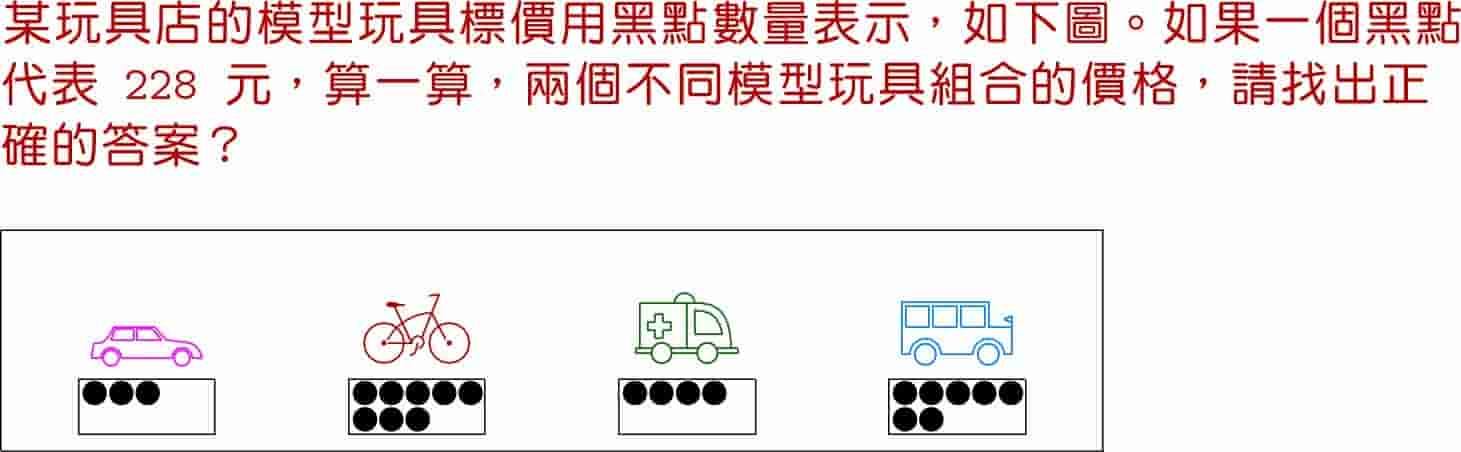 某玩具店的模型玩具標價用黑點數量表示，如下圖。如果一個黑點
代表 228 元，算一算，兩個不同模型玩具組合的價格，請找出正
確的答案？